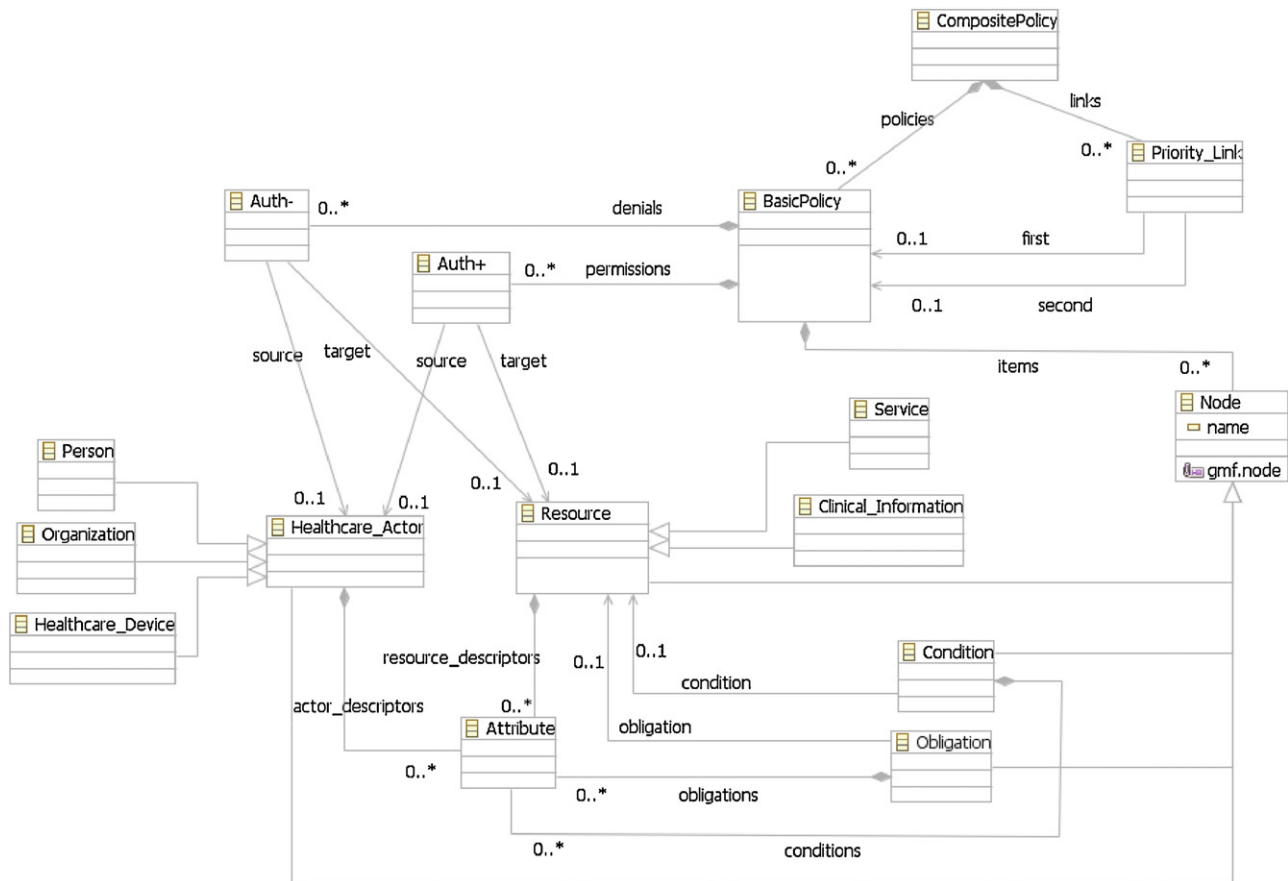 CompositePolicy
links
policies
0..*
0..*
Priority_Link
Auth-
0..*
denials
BasicPolicy
0..1
first
Auth+
0..*
permissions
0..1
second
source
target
source
target
items
0..*
Node
name
gmf.node
Service
Person
0..1
0..1
0..1
0..1
Clinical_Information
Healthcare_Actor
Resource
Organization
Healthcare_Device
resource_descriptors
0..1
0..1
Condition
condition
actor_descriptors
0..*
Attribute
obligation
Obligation
0..*
0..*
obligations
0..*
conditions